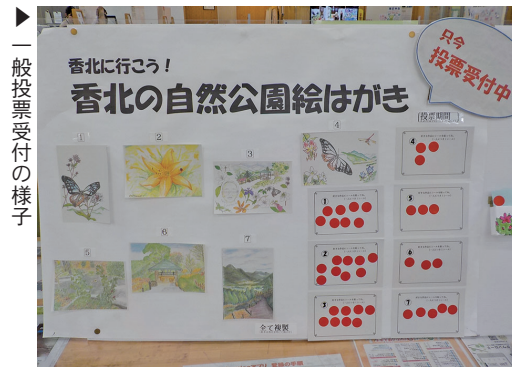 ▶一般投票受付の様子
只今
投票受付中
香北に行こう!
香北の自然公園絵はがき
投票期間
①
②
③
④
⑤
⑥
⑦
全て複製
①
②
③
④
⑤
⑥
⑦